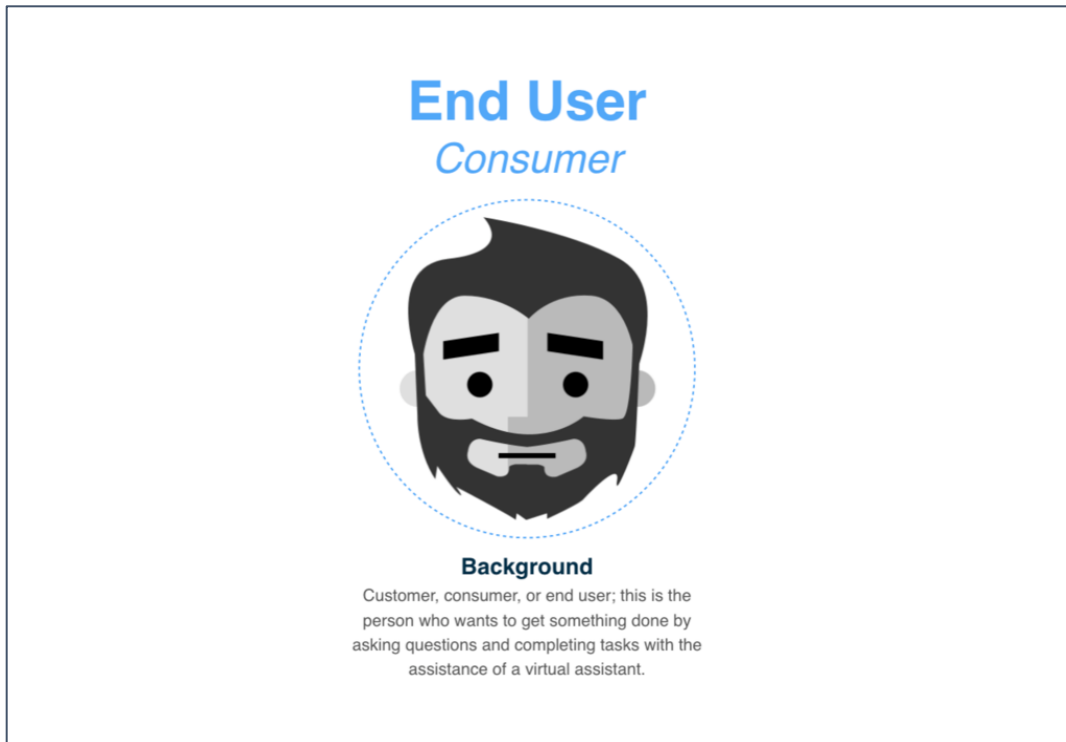 End User
Consumer
Background
Customer, consumer, or end user; this is the
person who wants to get something done by
asking questions and completing tasks with the
assistance of a virtual assistant.